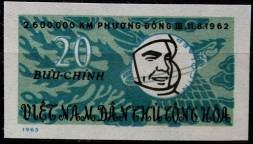 2.600.000 KM PHƯƠNG ĐÔNG III.11.8.1962
20
BƯU-CHÍNH
VIỆT NAM DÂN CHỦ CỘNG HÒA
1963